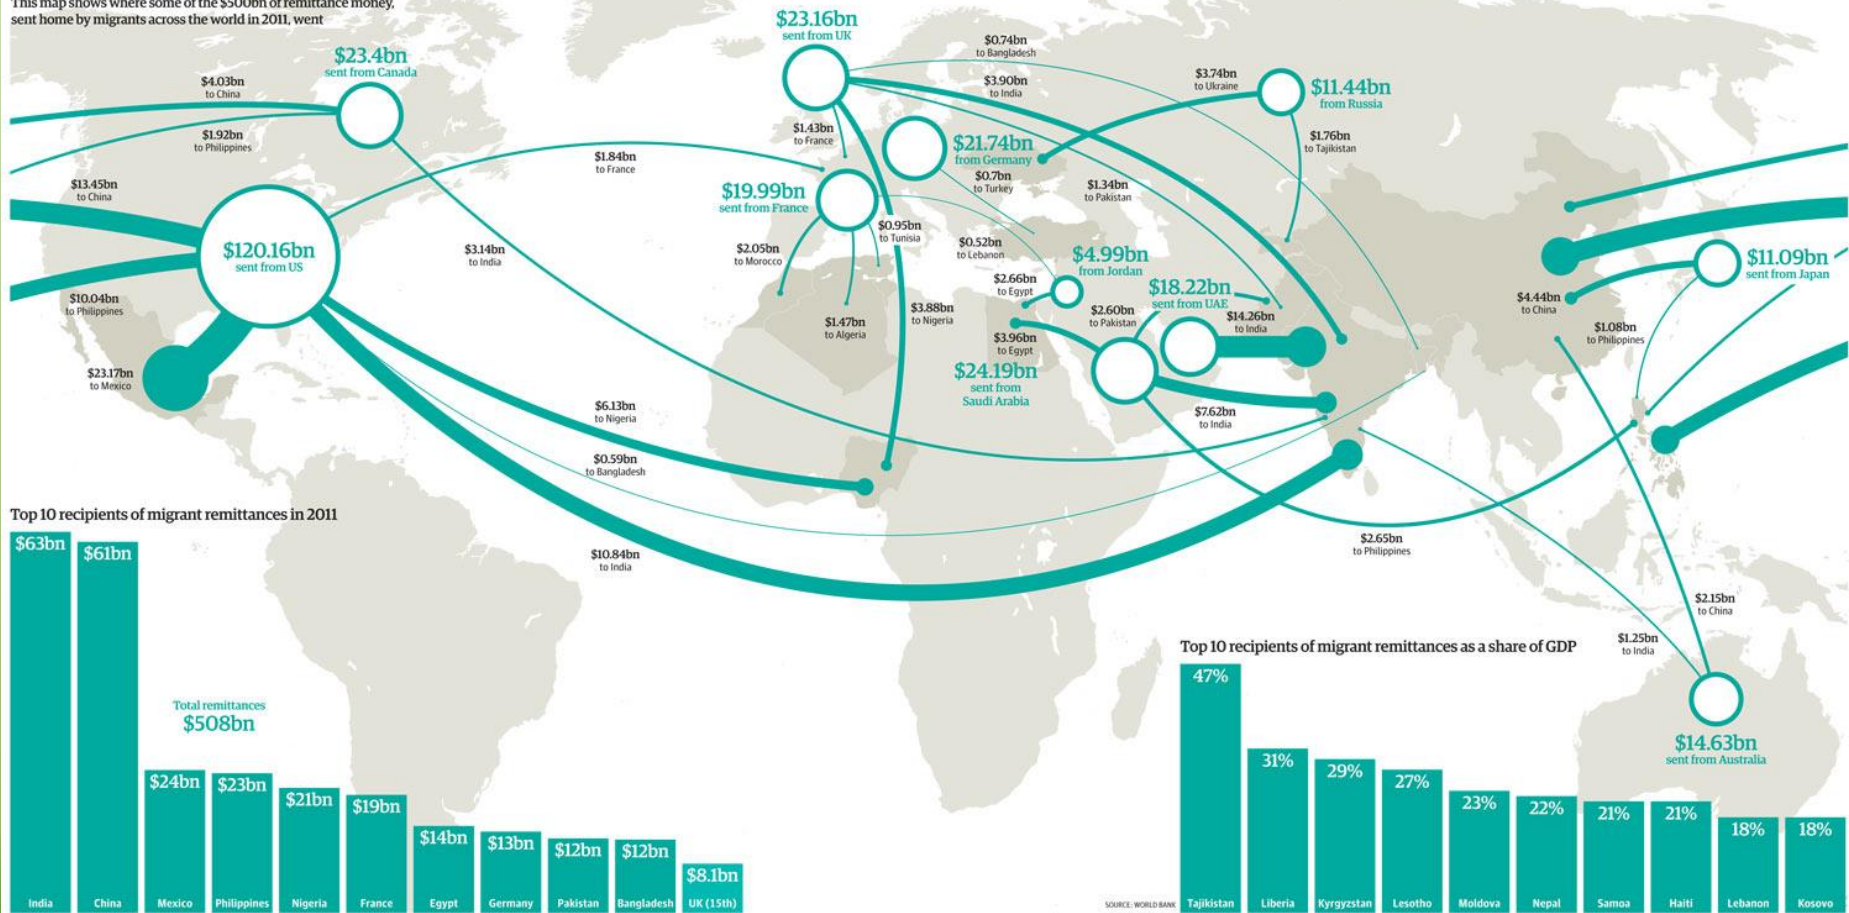 This map shows where some of the $500bn of remittance money,
sent home by migrants across the world in 2011, went
$23.4bn
sent from Canada
$4.03bn
to China
$1.92bn
to Philippines
$13.45bn
to China
$120.16bn
sent from US
$10.04bn
to Philippines
$23.17bn
to Mexico
$1.84bn
to France
$3.14bn
to India
$6.13bn
to Nigeria
$0.59bn
to Bangladesh
$10.84bn
to India
$23.16bn
sent from UK
$0.74bn
to Bangladesh
$3.90bn
to India
$1.43bn
to France
$21.74bn
from Germany
$0.7bn
to Turkey
$1.34bn
to Pakistan
$19.99bn
sent from France
$0.95bn
to Tunisia
$2.05bn
to Morocco
$0.52bn
to Lebanon
$1.47bn
to Algeria
$3.88bn
to Nigeria
$3.74bn
to Ukraine
$11.44bn
from Russia
$1.76bn
to Tajikistan
$4.99bn
from Jordan
$2.66bn
to Egypt
$18.22bn
sent from UAE
$2.60bn
to Pakistan
$14.26bn
to India
$3.96bn
to Egypt
$24.19bn
sent from
Saudi Arabia
$7.62bn
to India
$2.65bn
to Philippines
$11.09bn
sent from Japan
$4.44bn
to China
$1.08bn
to Philippines
$2.15bn
to China
$1.25bn
to India
$14.63bn
sent from Australia
Top 10 recipients of migrant remittances in 2011
$63bn
$61bn
$24bn
$23bn
$21bn
$19bn
$14bn
$13bn
$12bn
$12bn
$8.1bn
Total remittances
$508bn
India
China
Mexico
Philippines
Nigeria
France
Egypt
Germany
Pakistan
Bangladesh
UK (15th)
Top 10 recipients of migrant remittances as a share of GDP
47%
31%
29%
27%
23%
22%
21%
21%
18%
18%
SOURCE: WORLD BANK
Tajikistan
Liberia
Kyrgyzstan
Lesotho
Moldova
Nepal
Samoa
Haiti
Lebanon
Kosovo